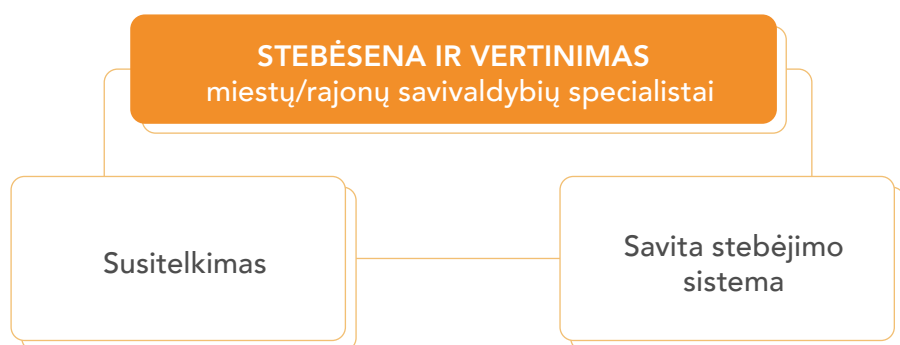 STEBĖSENA IR VERTINIMAS
miestų/rajonų savivaldybių specialistai
Susitelkimas
Savita stebėjimo
sistema